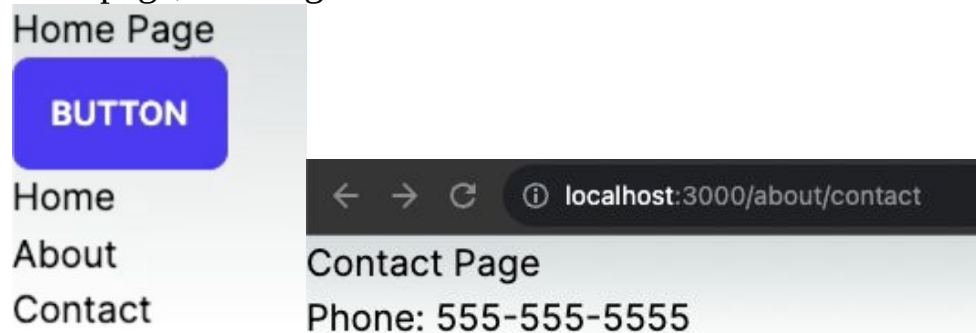 Home Page
BUTTON
Home
About
Contact
localhost:3000/about/contact
Contact Page
Phone: 555-555-5555